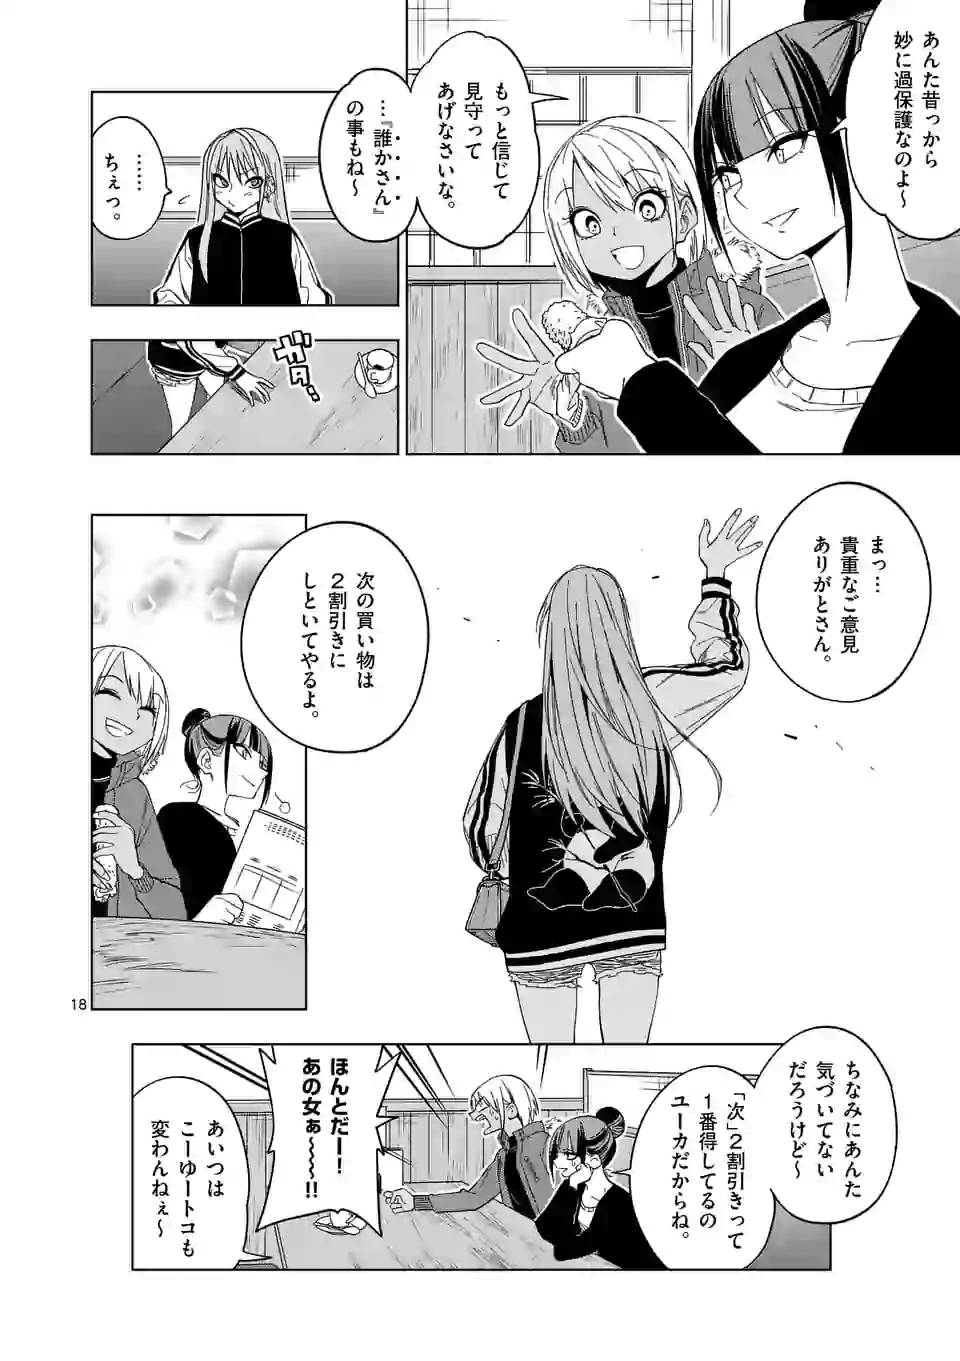 あんた昔っから
妙に過保護なのよ～
もっと信じて
見守って
あげなさいな。
…『誰かさん』
の事もね～
……
ちぇっ。
ガタ…
まっ…
貴重なご意見
ありがとさん。
次の買い物は
2割引きに
しといてやるよ。
18
ちなみにあんた
気づいてない
だろうけど～
「次」2割引きって
1番得してるの
ユーカだからね。
ほんとだー！
あの女ぁ～～～!!
あいつは
こーゆートコも
変わんねぇ～